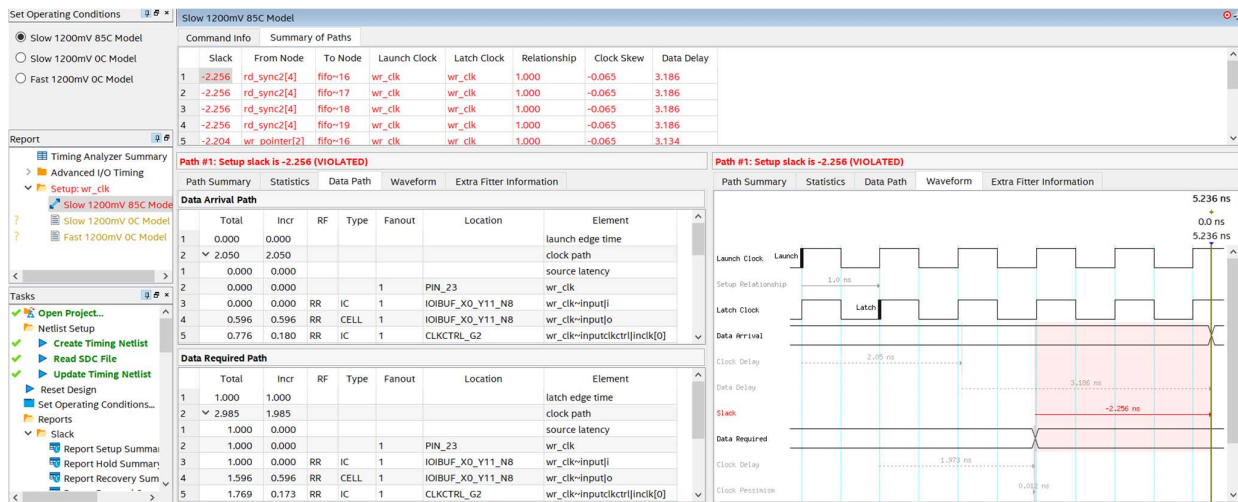 Set Operating Conditions
Slow 1200mV 85C Model
Slow 1200mV 0C Model
Fast 1200mV 0C Model
Report
Timing Analyzer Summary
Advanced I/O Timing
Setup: wr_clk
Slow 1200mV 85C Mode
? Slow 1200mV 0C Model
? Fast 1200mV 0C Model
Tasks
Open Project...
Netlist Setup
Create Timing Netlist
Read SDC File
Update Timing Netlist
Reset Design
Set Operating Conditions...
Reports
Slack
Report Setup Summa
Report Hold Summary
Report Recovery Sum
Slow 1200mV 85C Model
Command Info Summary of Paths
Slack From Node To Node Launch Clock Latch Clock Relationship Clock Skew Data Delay
1 -2.256 rd_sync2[4] fifo~16 wr_clk wr_clk 1.000 -0.065 3.186
2 -2.256 rd_sync2[4] fifo~17 wr_clk wr_clk 1.000 -0.065 3.186
3 -2.256 rd_sync2[4] fifo~18 wr_clk wr_clk 1.000 -0.065 3.186
4 -2.256 rd_sync2[4] fifo~19 wr_clk wr_clk 1.000 -0.065 3.186
5 -2.204 wr_pointer[2] fifo~16 wr_clk wr_clk 1.000 -0.065 3.134
Path #1: Setup slack is -2.256 (VIOLATED)
Path Summary Statistics Data Path Waveform Extra Fitter Information
Data Arrival Path
Total Incr RF Type Fanout Location Element
1 0.000 0.000 launch edge time
2 2.050 2.050 clock path
1 0.000 0.000 source latency
2 0.000 0.000 1 PIN_23 wr_clk
3 0.000 0.000 RR IC 1 IOIBUF_X0_Y11_N8 wr_clk~input|i
4 0.596 0.596 RR CELL 1 IOIBUF_X0_Y11_N8 wr_clk~input|o
5 0.776 0.180 RR IC 1 CLKCTRL_G2 wr_clk~inputclkctrl|inclk[0]
Data Required Path
Total Incr RF Type Fanout Location Element
1 1.000 1.000 latch edge time
2 2.985 1.985 clock path
1 1.000 0.000 source latency
2 1.000 0.000 1 PIN_23 wr_clk
3 1.000 0.000 RR IC 1 IOIBUF_X0_Y11_N8 wr_clk~input|i
4 1.596 0.596 RR CELL 1 IOIBUF_X0_Y11_N8 wr_clk~input|o
5 1.769 0.173 RR IC 1 CLKCTRL_G2 wr_clk~inputclkctrl|inclk[0]
Path #1: Setup slack is -2.256 (VIOLATED)
Path Summary Statistics Data Path Waveform Extra Fitter Information
5.236 ns
0.0 ns
5.236 ns
Launch Clock Launch
Setup Relationship 1.0 ns
Latch Clock Latch
Data Arrival
Clock Delay 2.05 ns
Data Delay 3.186 ns
Slack -2.256 ns
Data Required
Clock Delay 1.973 ns
Clock Pessimism 0.012 ns